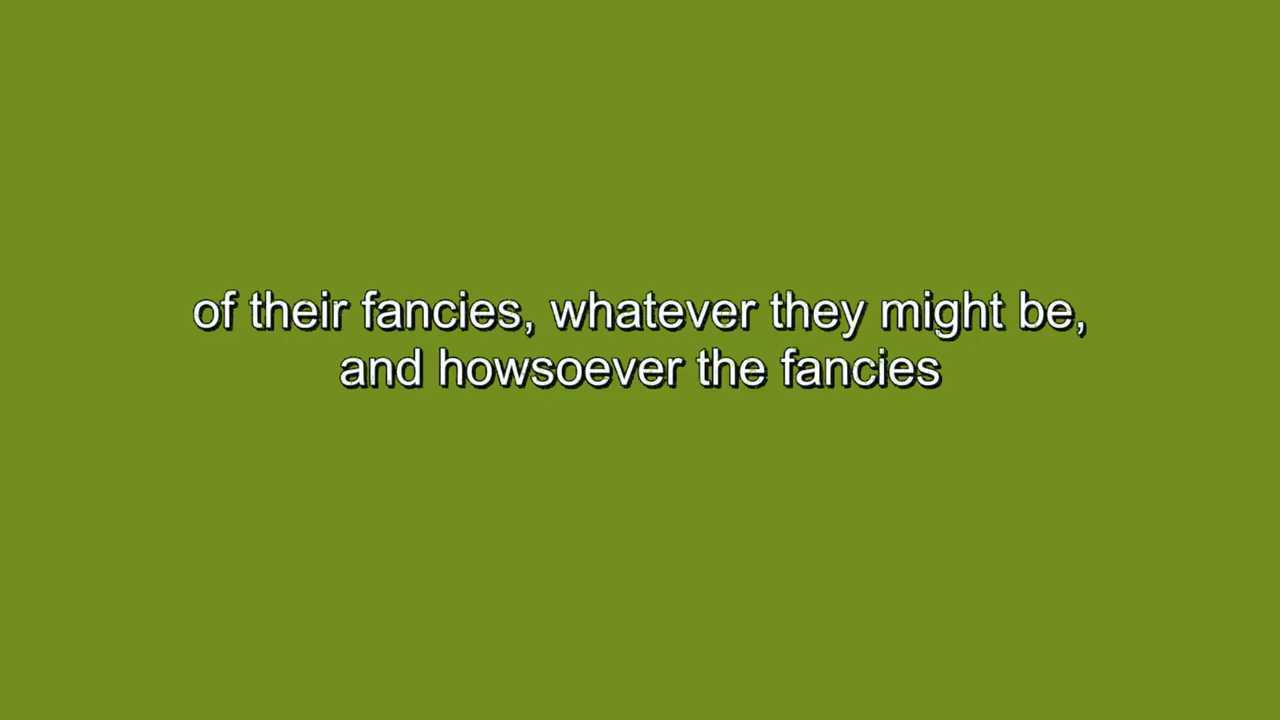 of their fancies, whatever they might be,
and howsoever the fancies